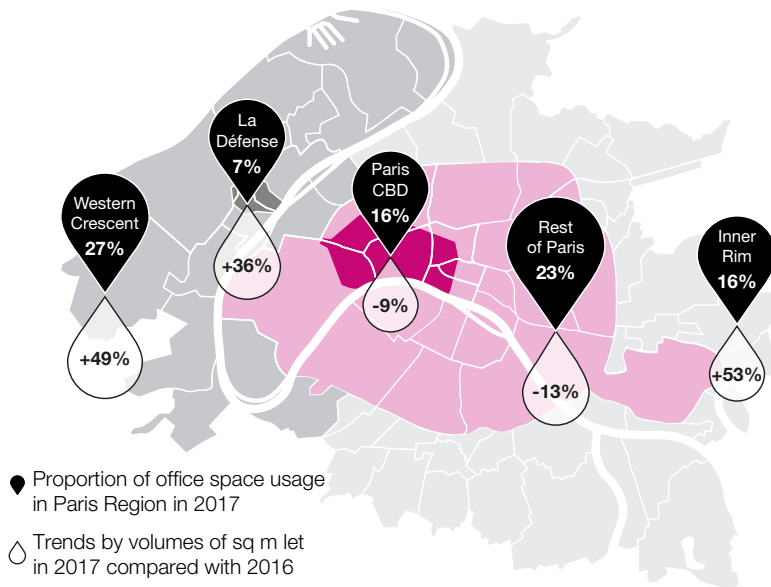 La
Défense
7%
+36%
Western
Crescent
27%
+49%
Paris
CBD
16%
-9%
Rest
of Paris
23%
-13%
Inner
Rim
16%
+53%
Proportion of office space usage
in Paris Region in 2017
Trends by volumes of sq m let
in 2017 compared with 2016